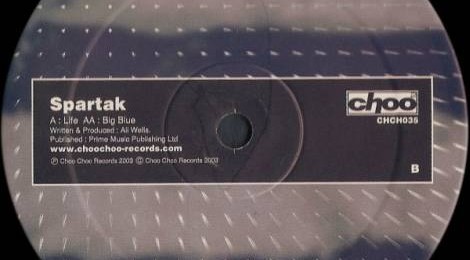 Spartak
A : Life AA : Big Blue
Written & Produced : Ali Wells.
Published : Prime Music Publishing Ltd
www.choochoo-records.com
℗ Choo Choo Records 2003 © Choo Choo Records 2003
choo
CHCH035
B